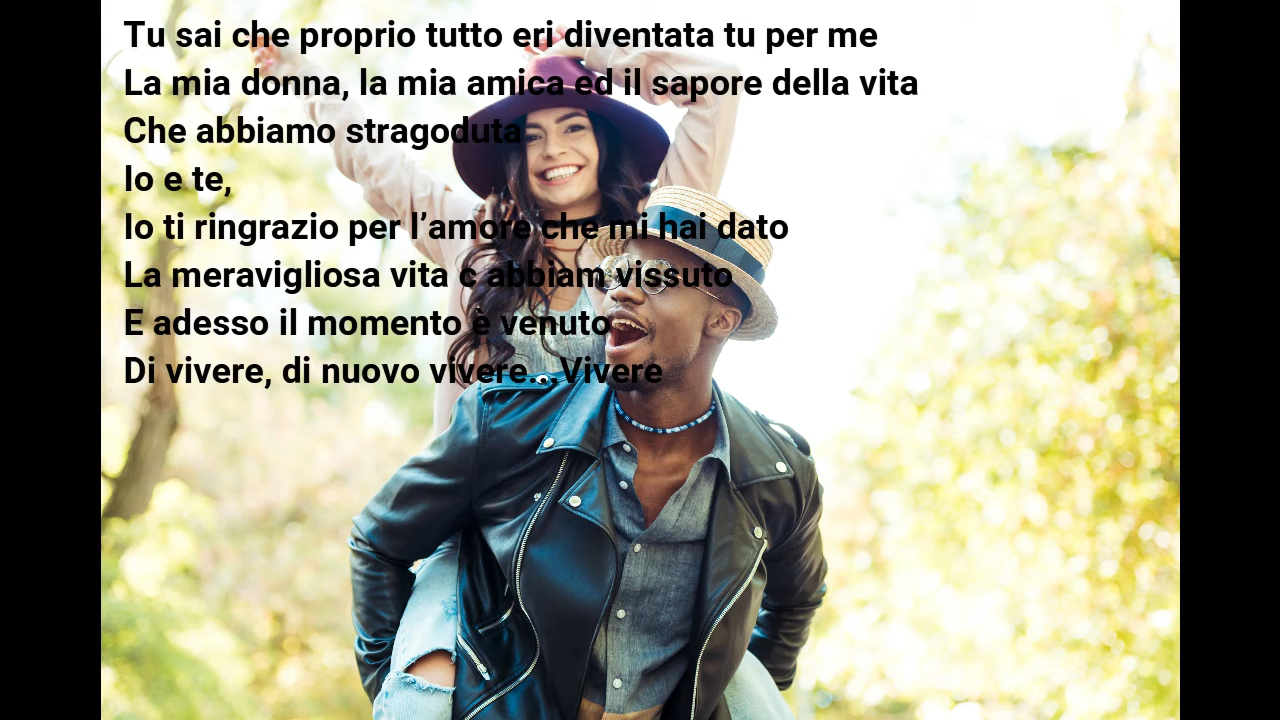 Tu sai che proprio tutto eri diventata tu per me
La mia donna, la mia amica ed il sapore della vita
Che abbiamo stragoduta
Io e te,
Io ti ringrazio per l’amore che mi hai dato
La meravigliosa vita c abbiam vissuto
E adesso il momento è venuto
Di vivere, di nuovo vivere...Vivere